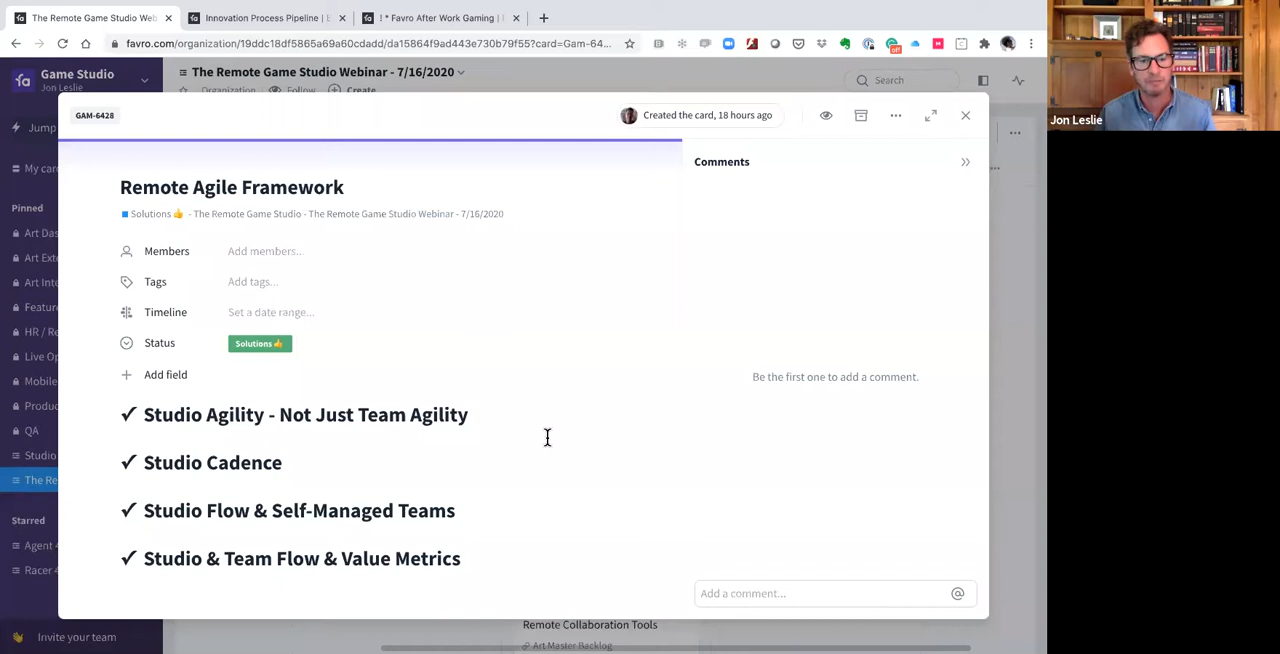 The Remote Game Studio Web
Innovation Process Pipeline |
! * Favro After Work Gaming |
favro.com/organization/19ddc18df5865a69a60cdadd/da15864f9ad443e730b79f55?card=Gam-64...
off
Game Studio
Jon Leslie
The Remote Game Studio Webinar - 7/16/2020
Organization
Follow
Create
Search
Jump
My car
Pinned
Art Das
Art Exte
Art Inte
Feature
HR / Re
Live Op
Mobile
Produc
QA
Studio
The Re
Starred
Agent
Racer
Invite your team
GAM-6428
Created the card, 18 hours ago
Remote Agile Framework
Solutions 👍 - The Remote Game Studio - The Remote Game Studio Webinar - 7/16/2020
Members Add members...
Tags Add tags...
Timeline Set a date range...
Status Solutions 👍
Add field
✓ Studio Agility - Not Just Team Agility
✓ Studio Cadence
✓ Studio Flow & Self-Managed Teams
✓ Studio & Team Flow & Value Metrics
Comments
Be the first one to add a comment.
Add a comment...
Remote Collaboration Tools
Art Master Backlog
Jon Leslie